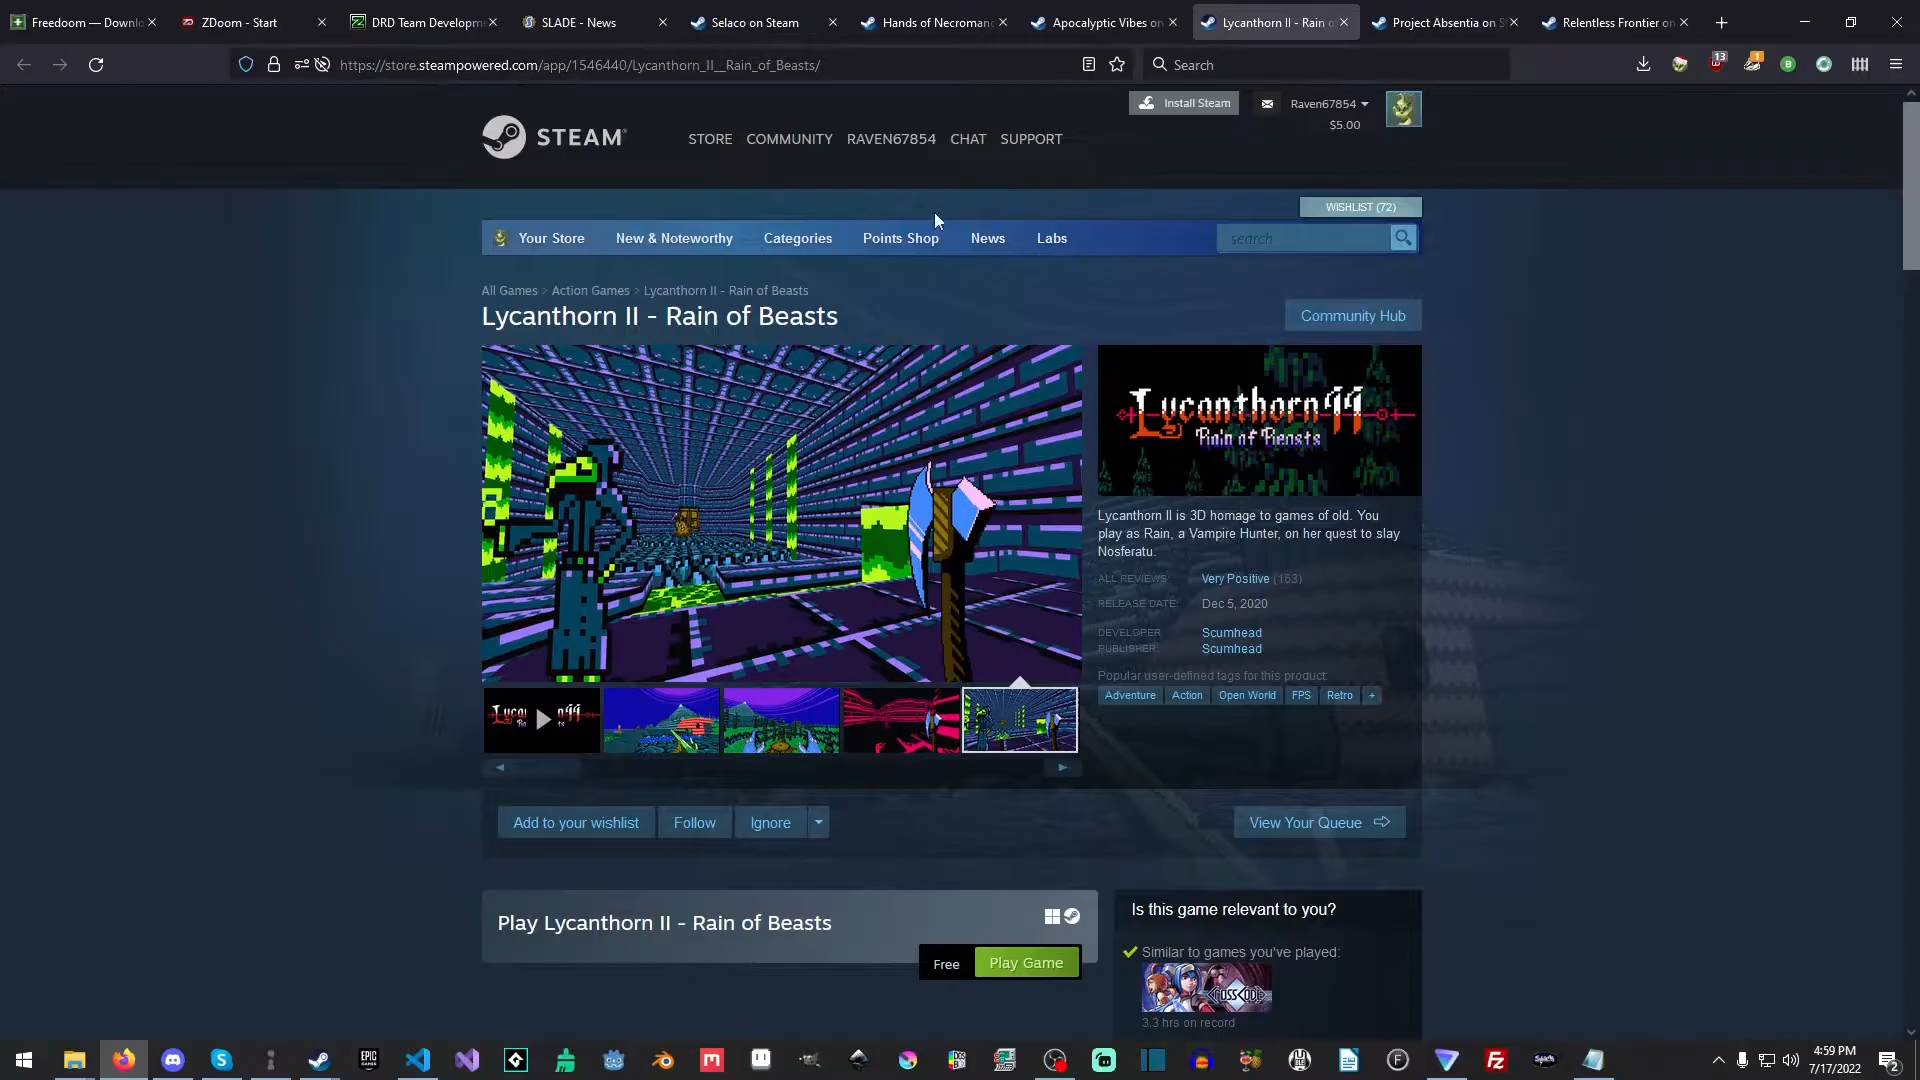 Freedoom — Downlo
ZDoom - Start
DRD Team Developm
SLADE - News
Selaco on Steam
Hands of Necroman
Apocalyptic Vibes on
Lycanthorn II - Rain o
Project Absentia on S
Relentless Frontier on
https://store.steampowered.com/app/1546440/Lycanthorn_II__Rain_of_Beasts/
Search
13
1
Install Steam
Raven67854
$5.00
STEAM
STORE
COMMUNITY
RAVEN67854
CHAT
SUPPORT
WISHLIST (72)
Your Store
New & Noteworthy
Categories
Points Shop
News
Labs
search
All Games > Action Games > Lycanthorn II - Rain of Beasts
Lycanthorn II - Rain of Beasts
Community Hub
Lycanthorn II
Rain of Beasts
Lycanthorn II is 3D homage to games of old. You
play as Rain, a Vampire Hunter, on her quest to slay
Nosferatu.
ALL REVIEWS:
Very Positive (163)
RELEASE DATE:
Dec 5, 2020
DEVELOPER:
Scumhead
PUBLISHER:
Scumhead
Popular user-defined tags for this product:
Adventure
Action
Open World
FPS
Retro
+
Add to your wishlist
Follow
Ignore
View Your Queue
Play Lycanthorn II - Rain of Beasts
Free
Play Game
Is this game relevant to you?
Similar to games you've played:
CROSSCODE
3.3 hrs on record
EPIC
GAMES
4:59 PM
7/17/2022
2